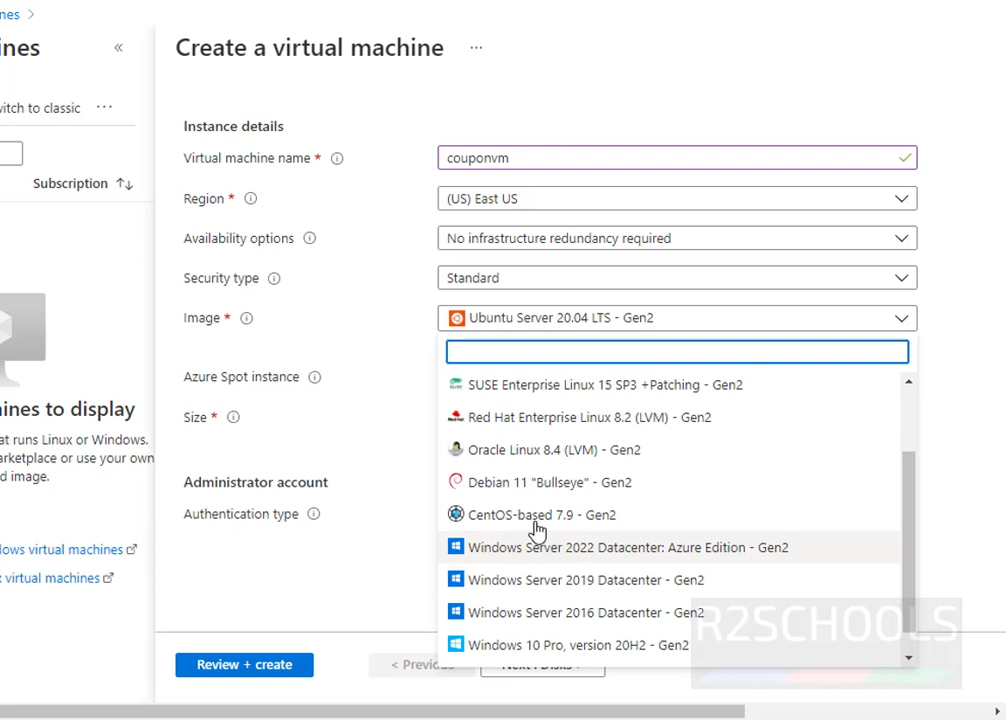 nes >
ines «
Create a virtual machine ...
witch to classic ...
Subscription ↑↓
Instance details
Virtual machine name *
couponvm
Region *
(US) East US
Availability options
No infrastructure redundancy required
Security type
Standard
Image *
Ubuntu Server 20.04 LTS - Gen2
SUSE Enterprise Linux 15 SP3 +Patching - Gen2
Azure Spot instance
Red Hat Enterprise Linux 8.2 (LVM) - Gen2
Size *
Oracle Linux 8.4 (LVM) - Gen2
Debian 11 "Bullseye" - Gen2
CentOS-based 7.9 - Gen2
Windows Server 2022 Datacenter: Azure Edition - Gen2
Windows Server 2019 Datacenter - Gen2
Windows Server 2016 Datacenter - Gen2
Windows 10 Pro, version 20H2 - Gen2
Administrator account
Authentication type
ines to display
at runs Linux or Windows.
arketplace or use your own
d image.
ows virtual machines
x virtual machines
Review + create
< Previou
R2SCHOOLS